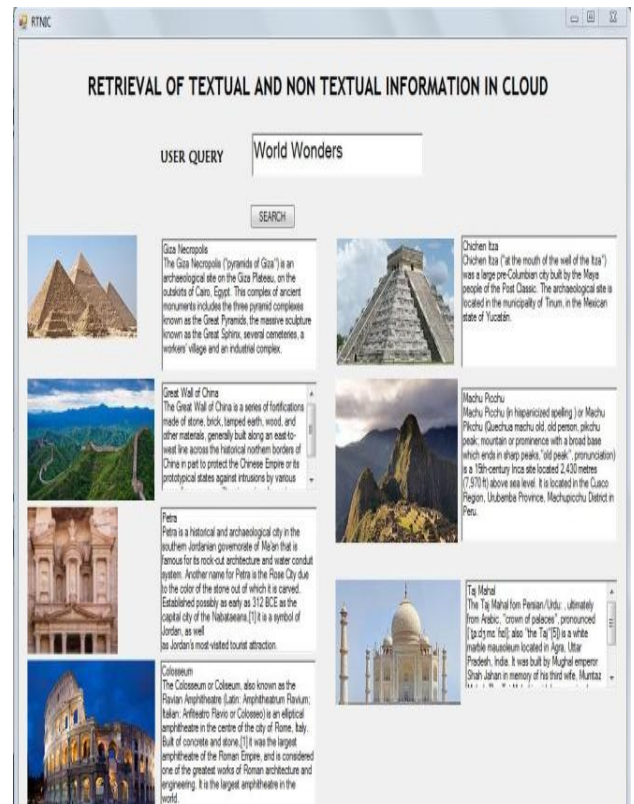 RTNIC
RETRIEVAL OF TEXTUAL AND NON TEXTUAL INFORMATION IN CLOUD
USER QUERY
World Wonders
SEARCH
Giza Necropolis
The Giza Necropolis ("pyramids of Giza") is an
archaeological site on the Giza Plateau, on the
outskirts of Cairo, Egypt. This complex of ancient
monuments includes the three pyramid complexes
known as the Great Pyramids, the massive sculpture
known as the Great Sphinx, several cemeteries, a
workers' village and an industrial complex.
Chichen Itza
Chichen Itza ("at the mouth of the well of the Itza")
was a large pre-Columbian city built by the Maya
people of the Post Classic. The archaeological site is
located in the municipality of Tinum, in the Mexican
state of Yucatán.
Great Wall of China
The Great Wall of China is a series of fortifications
made of stone, brick, tamped earth, wood, and
other materials, generally built along an east-to-
west line across the historical northern borders of
China in part to protect the Chinese Empire or its
prototypical states against intrusions by various
Machu Picchu
Machu Picchu (in hispanicized spelling ) or Machu
Pikchu (Quechua machu old, old person, pikchu
peak; mountain or prominence with a broad base
which ends in sharp peaks,"old peak", pronunciation)
is a 15th-century Inca site located 2,430 metres
(7,970 ft) above sea level. It is located in the Cusco
Region, Urubamba Province, Machupicchu District in
Peru.
Petra
Petra is a historical and archaeological city in the
southern Jordanian governorate of Ma'an that is
famous for its rock-cut architecture and water conduit
system. Another name for Petra is the Rose City due
to the color of the stone out of which it is carved.
Established possibly as early as 312 BCE as the
capital city of the Nabataeans,[1] it is a symbol of
Jordan, as well
as Jordan's most-visited tourist attraction.
Taj Mahal
The Taj Mahal from Persian/Urdu: , ultimately
from Arabic, "crown of palaces", pronounced
also "the Taj"[5]) is a white
marble mausoleum located in Agra, Uttar
Pradesh, India. It was built by Mughal emperor
Shah Jahan in memory of his third wife, Mumtaz
Colosseum
The Colosseum or Coliseum, also known as the
Flavian Amphitheatre (Latin: Amphitheatrum Flavium;
Italian: Anfiteatro Flavio or Colosseo) is an elliptical
amphitheatre in the centre of the city of Rome, Italy.
Built of concrete and stone,[1] it was the largest
amphitheatre of the Roman Empire, and is considered
one of the greatest works of Roman architecture and
engineering. It is the largest amphitheatre in the
world.